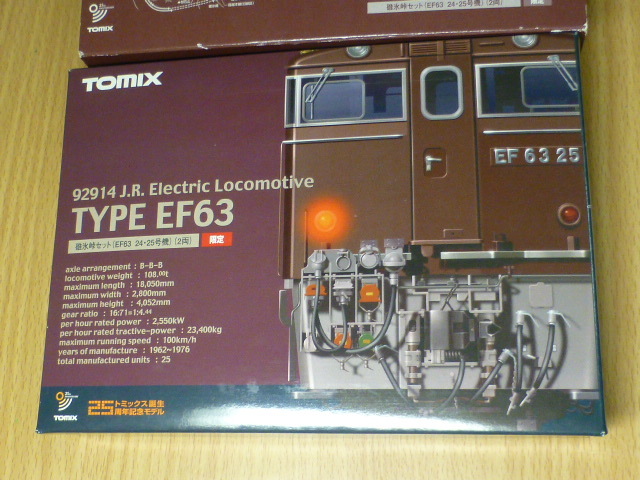 TOMIX
碓氷峠セット(EF63 24・25号機)(2両)
限定
TOMIX
92914 J.R. Electric Locomotive
TYPE EF63
碓氷峠セット(EF63 24・25号機)(2両)
限定
EF 63 25
axle arrangement : B-B-B
locomotive weight : 108.00t
maximum length : 18,050mm
maximum width : 2,800mm
maximum height : 4,052mm
gear ratio : 16:71=1:4.44
per hour rated power : 2,550kW
per hour rated tractive-power : 23,400kg
maximum running speed : 100km/h
years of manufacture : 1962~1976
total manufactured units : 25
TOMIX
25 トミックス誕生
周年記念モデル